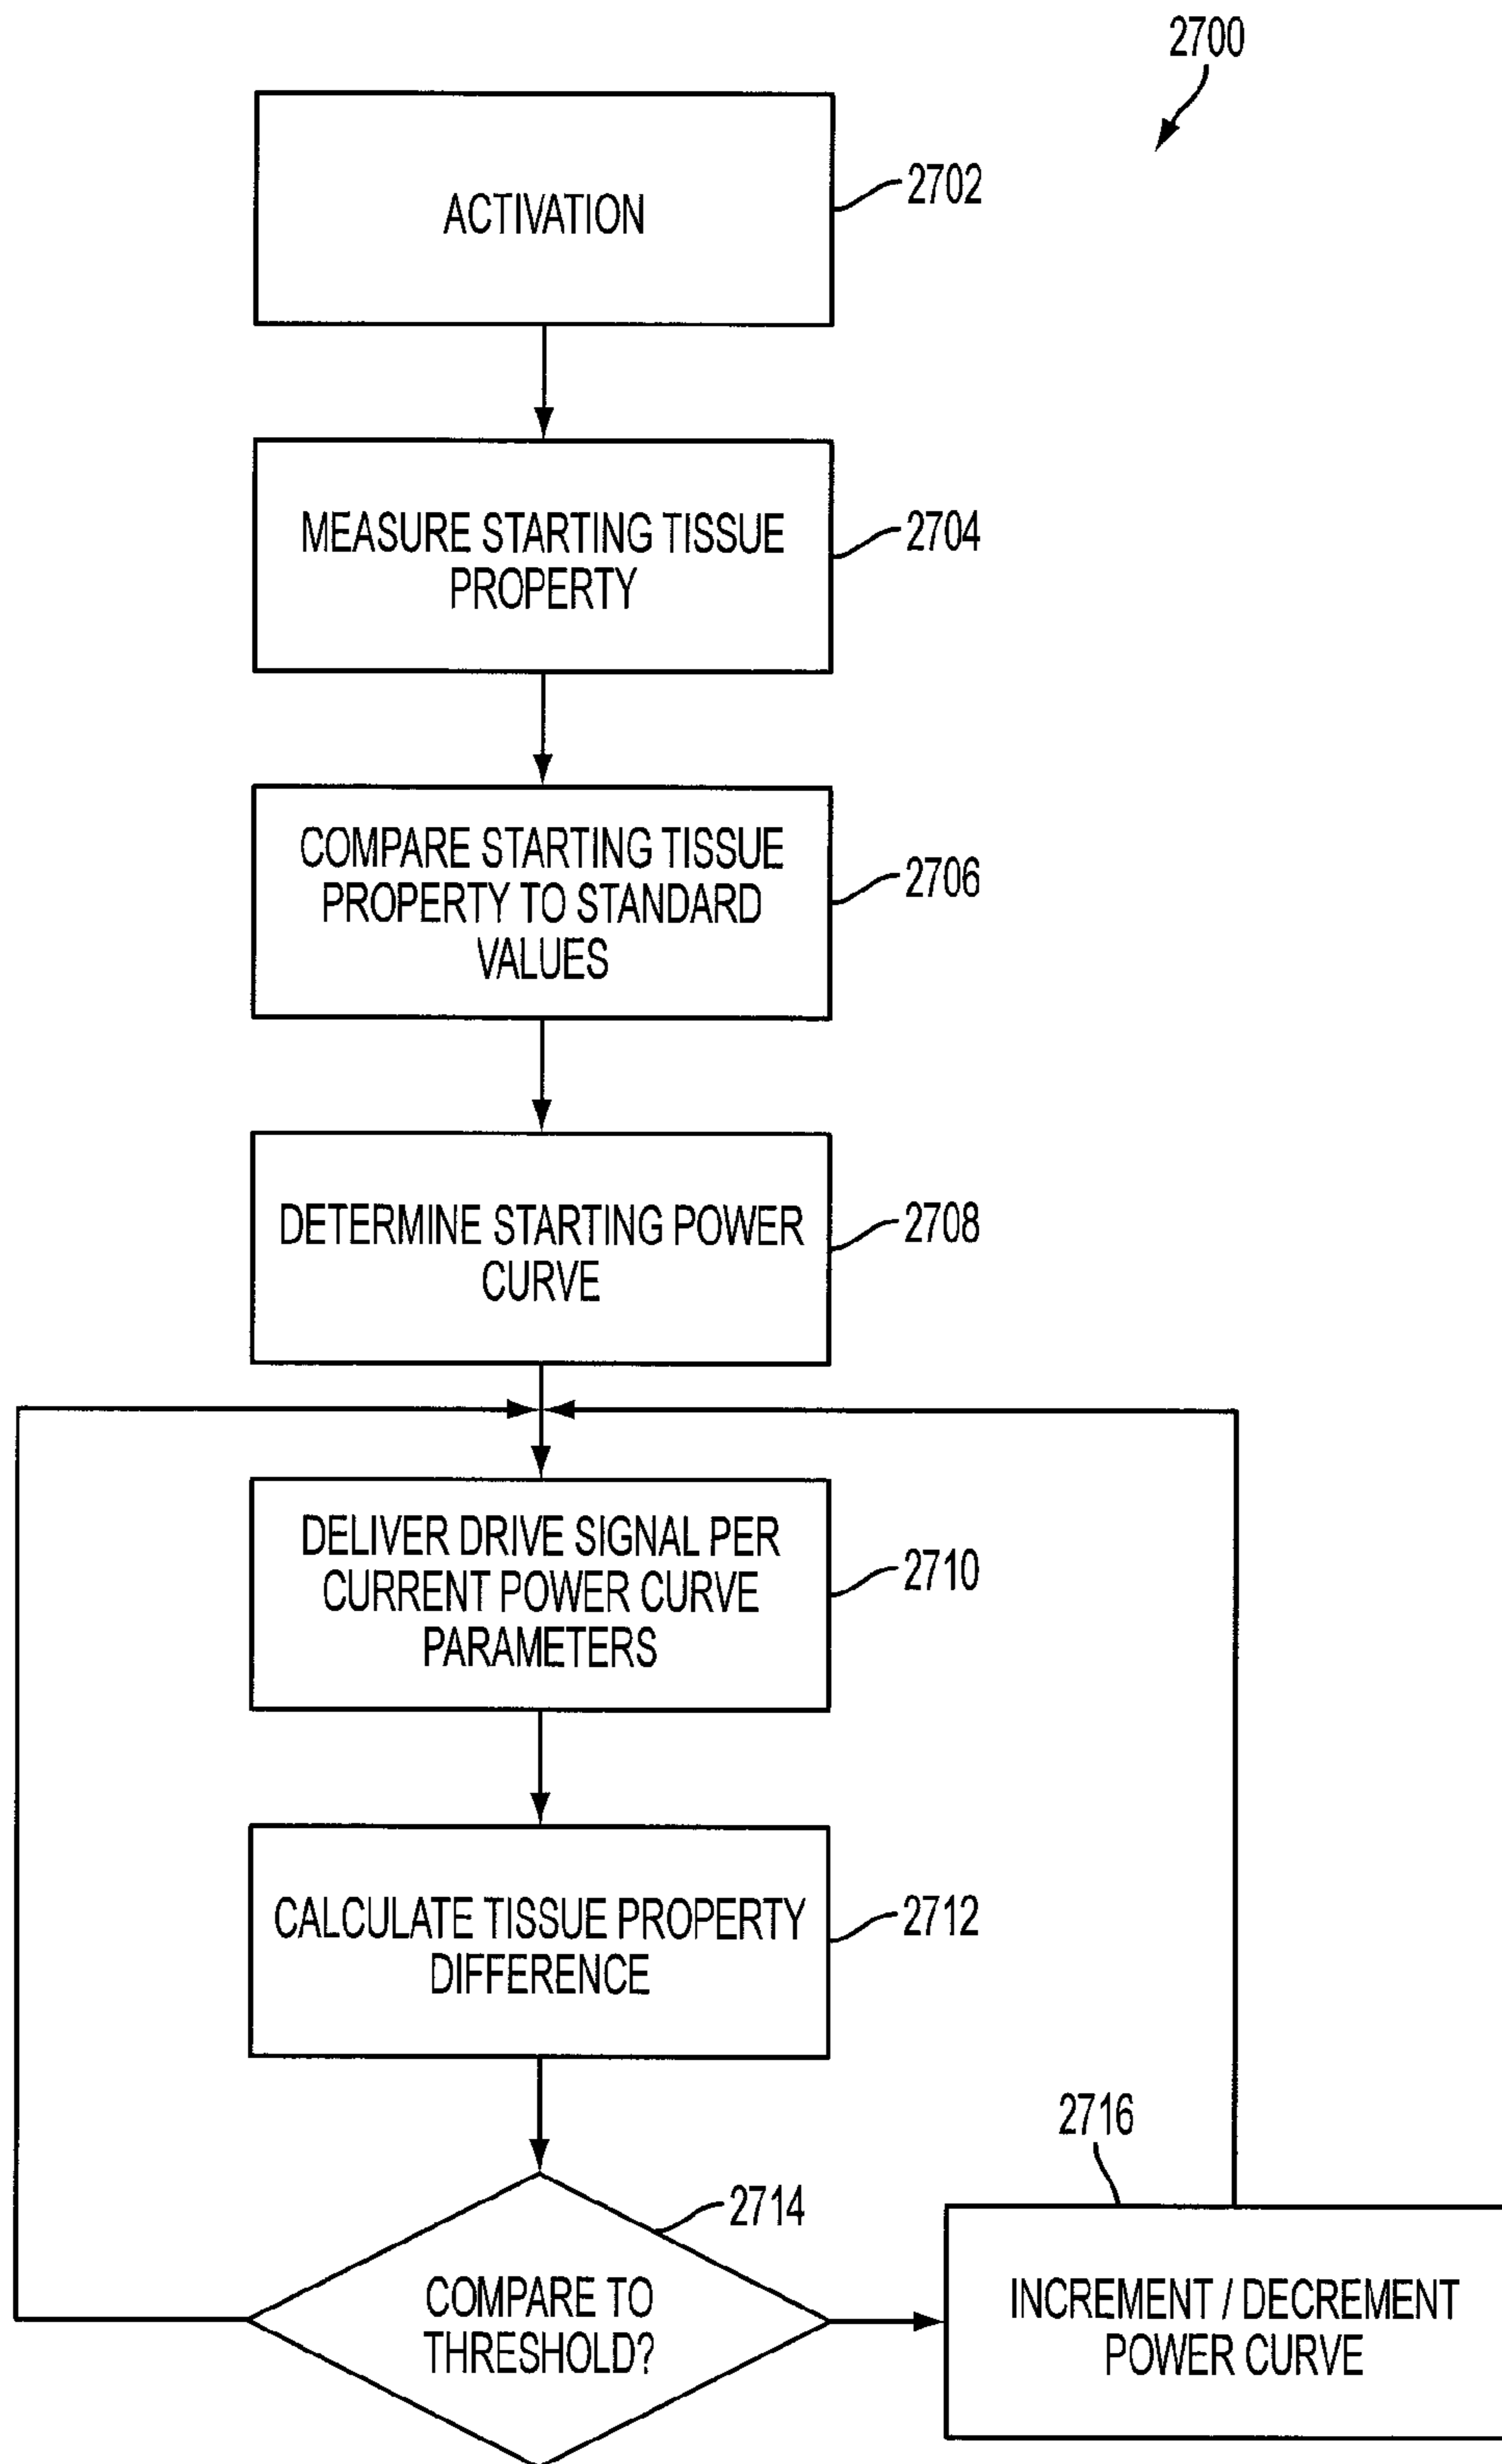 2700
ACTIVATION
2702
MEASURE STARTING TISSUE
PROPERTY
2704
COMPARE STARTING TISSUE
PROPERTY TO STANDARD
VALUES
2706
DETERMINE STARTING POWER
CURVE
2708
DELIVER DRIVE SIGNAL PER
CURRENT POWER CURVE
PARAMETERS
2710
CALCULATE TISSUE PROPERTY
DIFFERENCE
2712
COMPARE TO
THRESHOLD?
2714
2716
INCREMENT / DECREMENT
POWER CURVE